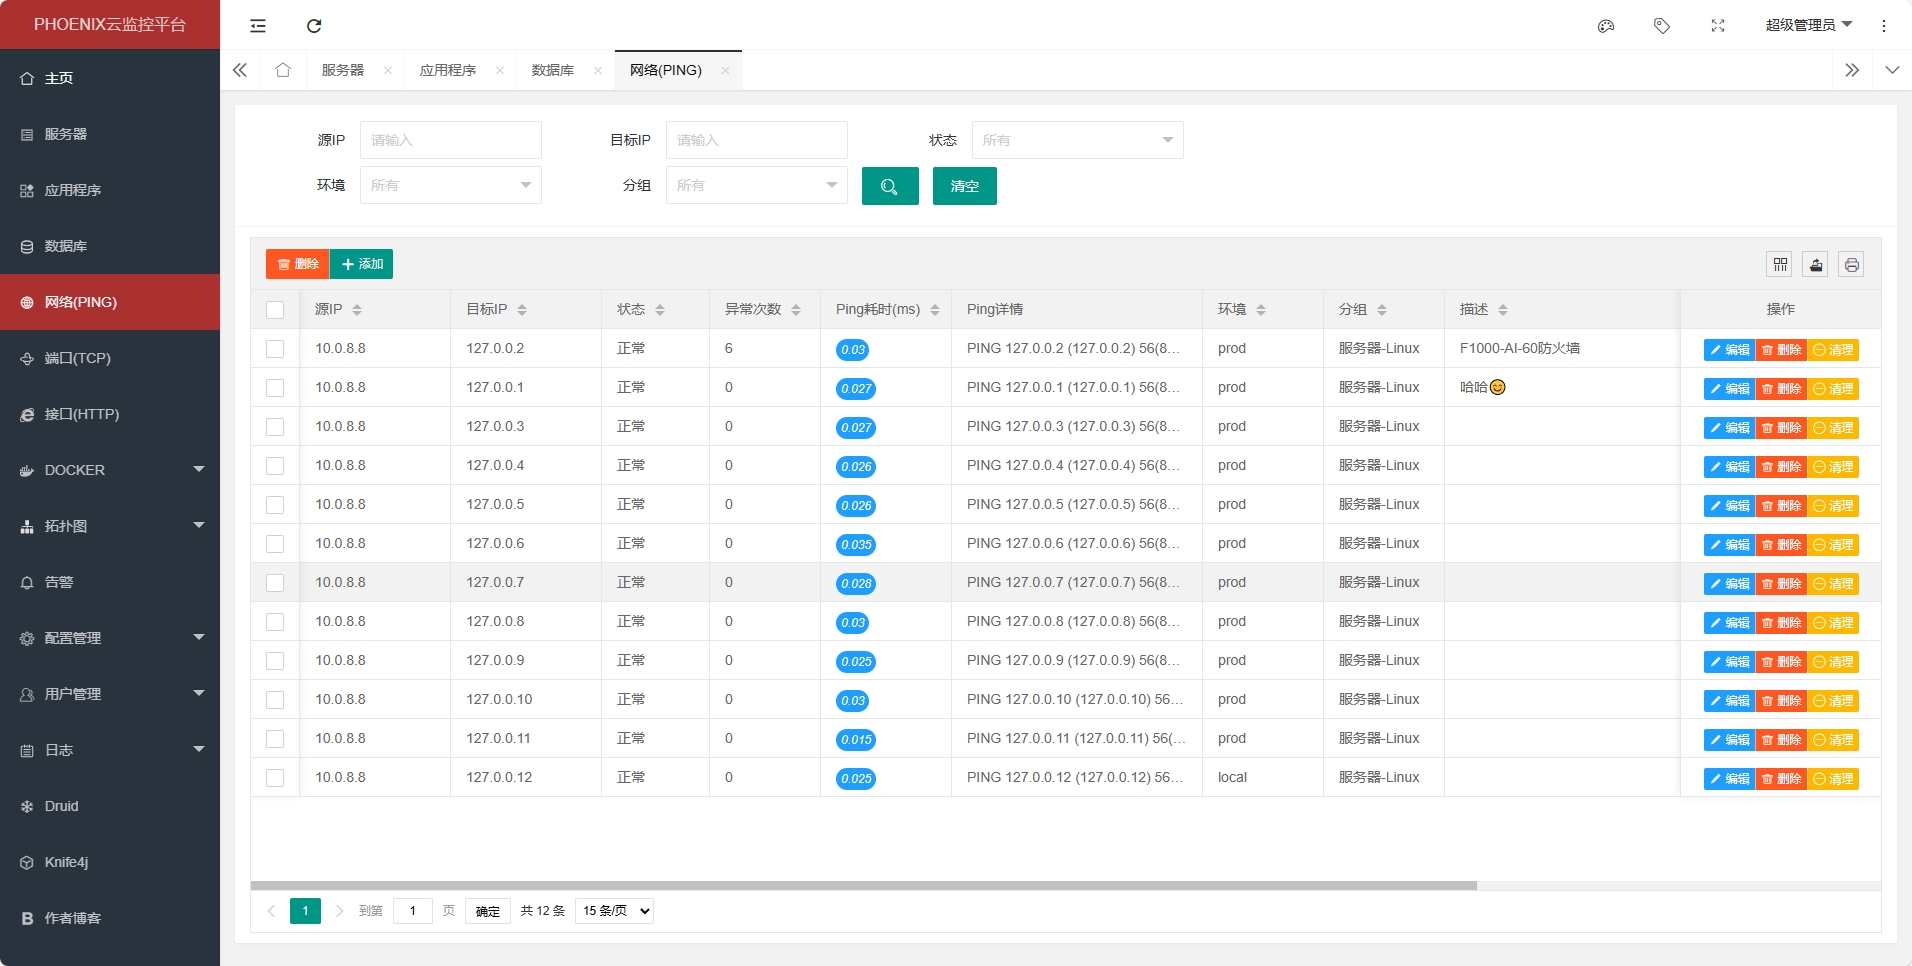 PHOENIX云监控平台
超级管理员
服务器 应用程序 数据库 网络(PING)
主页
服务器
应用程序
数据库
网络(PING)
端口(TCP)
接口(HTTP)
DOCKER
拓扑图
告警
配置管理
用户管理
日志
Druid
Knife4j
作者博客
源IP 请输入 目标IP 请输入 状态 所有
环境 所有 分组 所有 清空
删除 添加
源IP 目标IP 状态 异常次数 Ping耗时(ms) Ping详情 环境 分组 描述 操作
10.0.8.8 127.0.0.2 正常 6 0.03 PING 127.0.0.2 (127.0.0.2) 56(8... prod 服务器-Linux F1000-AI-60防火墙 编辑 删除 清理
10.0.8.8 127.0.0.1 正常 0 0.027 PING 127.0.0.1 (127.0.0.1) 56(8... prod 服务器-Linux 哈哈😊 编辑 删除 清理
10.0.8.8 127.0.0.3 正常 0 0.027 PING 127.0.0.3 (127.0.0.3) 56(8... prod 服务器-Linux 编辑 删除 清理
10.0.8.8 127.0.0.4 正常 0 0.026 PING 127.0.0.4 (127.0.0.4) 56(8... prod 服务器-Linux 编辑 删除 清理
10.0.8.8 127.0.0.5 正常 0 0.026 PING 127.0.0.5 (127.0.0.5) 56(8... prod 服务器-Linux 编辑 删除 清理
10.0.8.8 127.0.0.6 正常 0 0.035 PING 127.0.0.6 (127.0.0.6) 56(8... prod 服务器-Linux 编辑 删除 清理
10.0.8.8 127.0.0.7 正常 0 0.028 PING 127.0.0.7 (127.0.0.7) 56(8... prod 服务器-Linux 编辑 删除 清理
10.0.8.8 127.0.0.8 正常 0 0.03 PING 127.0.0.8 (127.0.0.8) 56(8... prod 服务器-Linux 编辑 删除 清理
10.0.8.8 127.0.0.9 正常 0 0.025 PING 127.0.0.9 (127.0.0.9) 56(8... prod 服务器-Linux 编辑 删除 清理
10.0.8.8 127.0.0.10 正常 0 0.03 PING 127.0.0.10 (127.0.0.10) 56... prod 服务器-Linux 编辑 删除 清理
10.0.8.8 127.0.0.11 正常 0 0.015 PING 127.0.0.11 (127.0.0.11) 56(... prod 服务器-Linux 编辑 删除 清理
10.0.8.8 127.0.0.12 正常 0 0.025 PING 127.0.0.12 (127.0.0.12) 56... local 服务器-Linux 编辑 删除 清理
1 到第 1 页 确定 共 12 条 15 条/页